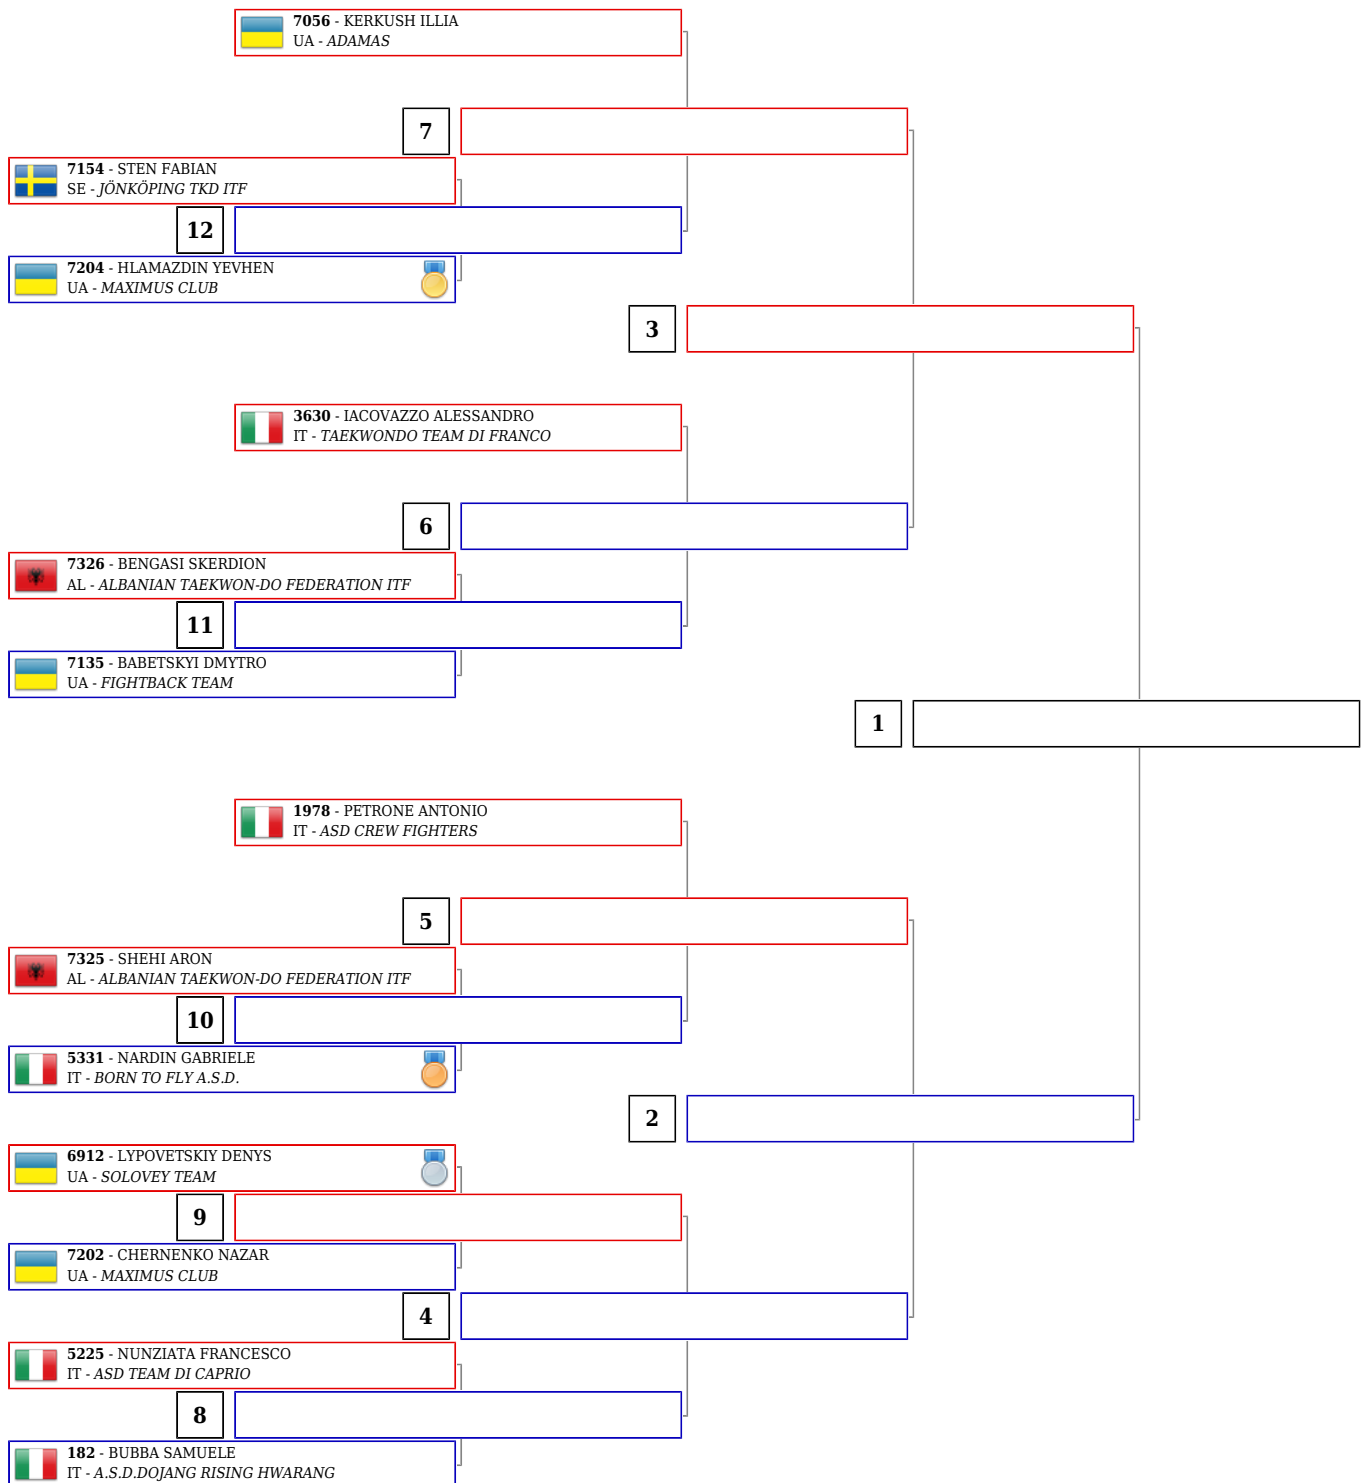 7056 - KERKUSH ILLIA
UA - ADAMAS
7
7154 - STEN FABIAN
SE - JÖNKÖPING TKD ITF
12
7204 - HLAMAZDIN YEVHEN
UA - MAXIMUS CLUB
3
3630 - IACOVAZZO ALESSANDRO
IT - TAEKWONDO TEAM DI FRANCO
6
7326 - BENGASI SKERDION
AL - ALBANIAN TAEKWON-DO FEDERATION ITF
11
7135 - BABETSKYI DMYTRO
UA - FIGHTBACK TEAM
1
1978 - PETRONE ANTONIO
IT - ASD CREW FIGHTERS
5
7325 - SHEHI ARON
AL - ALBANIAN TAEKWON-DO FEDERATION ITF
10
5331 - NARDIN GABRIELE
IT - BORN TO FLY A.S.D.
2
6912 - LYPOVETSKIY DENYS
UA - SOLOVEY TEAM
9
7202 - CHERNENKO NAZAR
UA - MAXIMUS CLUB
4
5225 - NUNZIATA FRANCESCO
IT - ASD TEAM DI CAPRIO
8
182 - BUBBA SAMUELE
IT - A.S.D.DOJANG RISING HWARANG